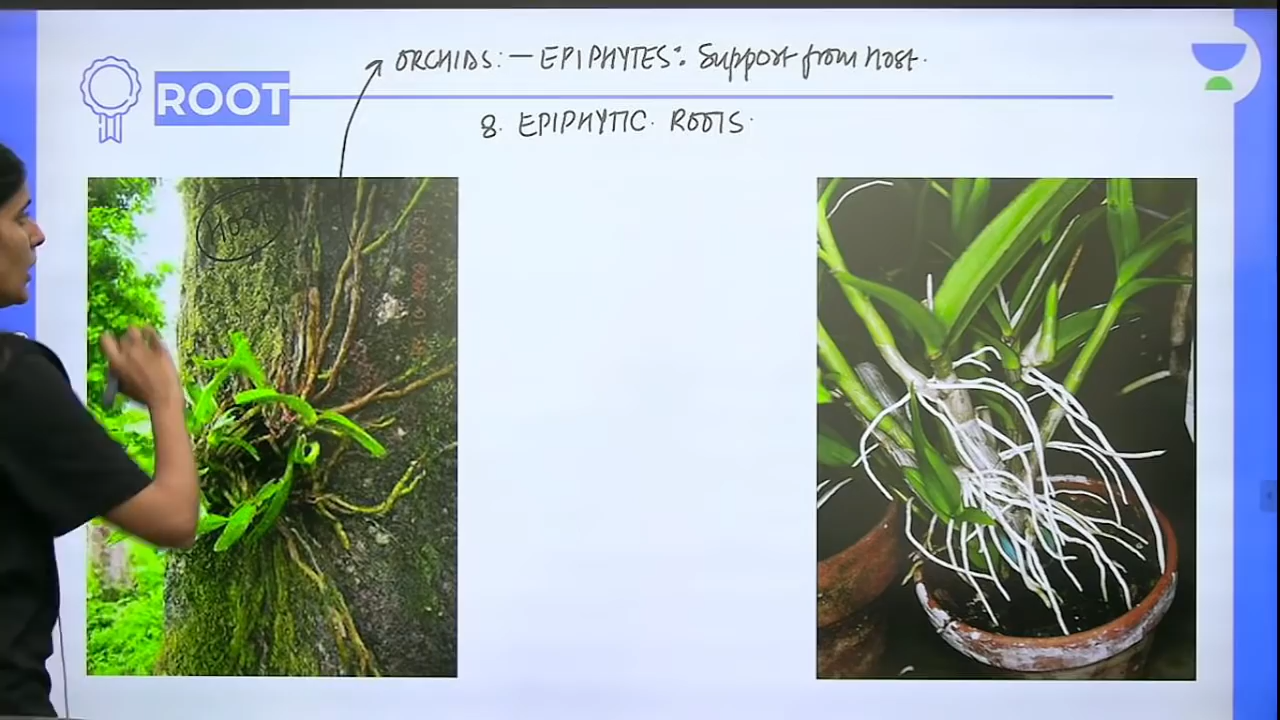 ORCHIDS: — EPIPHYTES: Support from host.
ROOT
8. EPIPHYTIC ROOTS.
HOST